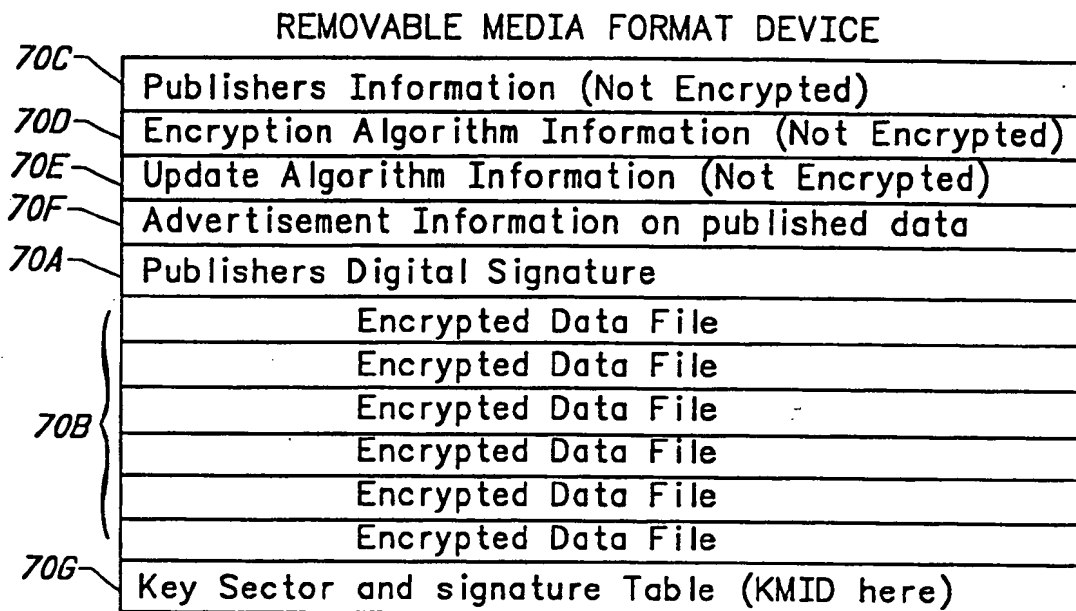 REMOVABLE MEDIA FORMAT DEVICE
70C Publishers Information (Not Encrypted)
70D Encryption Algorithm Information (Not Encrypted)
70E Update Algorithm Information (Not Encrypted)
70F Advertisement Information on published data
70A Publishers Digital Signature
Encrypted Data File
Encrypted Data File
Encrypted Data File
70B
Encrypted Data File
Encrypted Data File
Encrypted Data File
70G Key Sector and signature Table (KMID here)